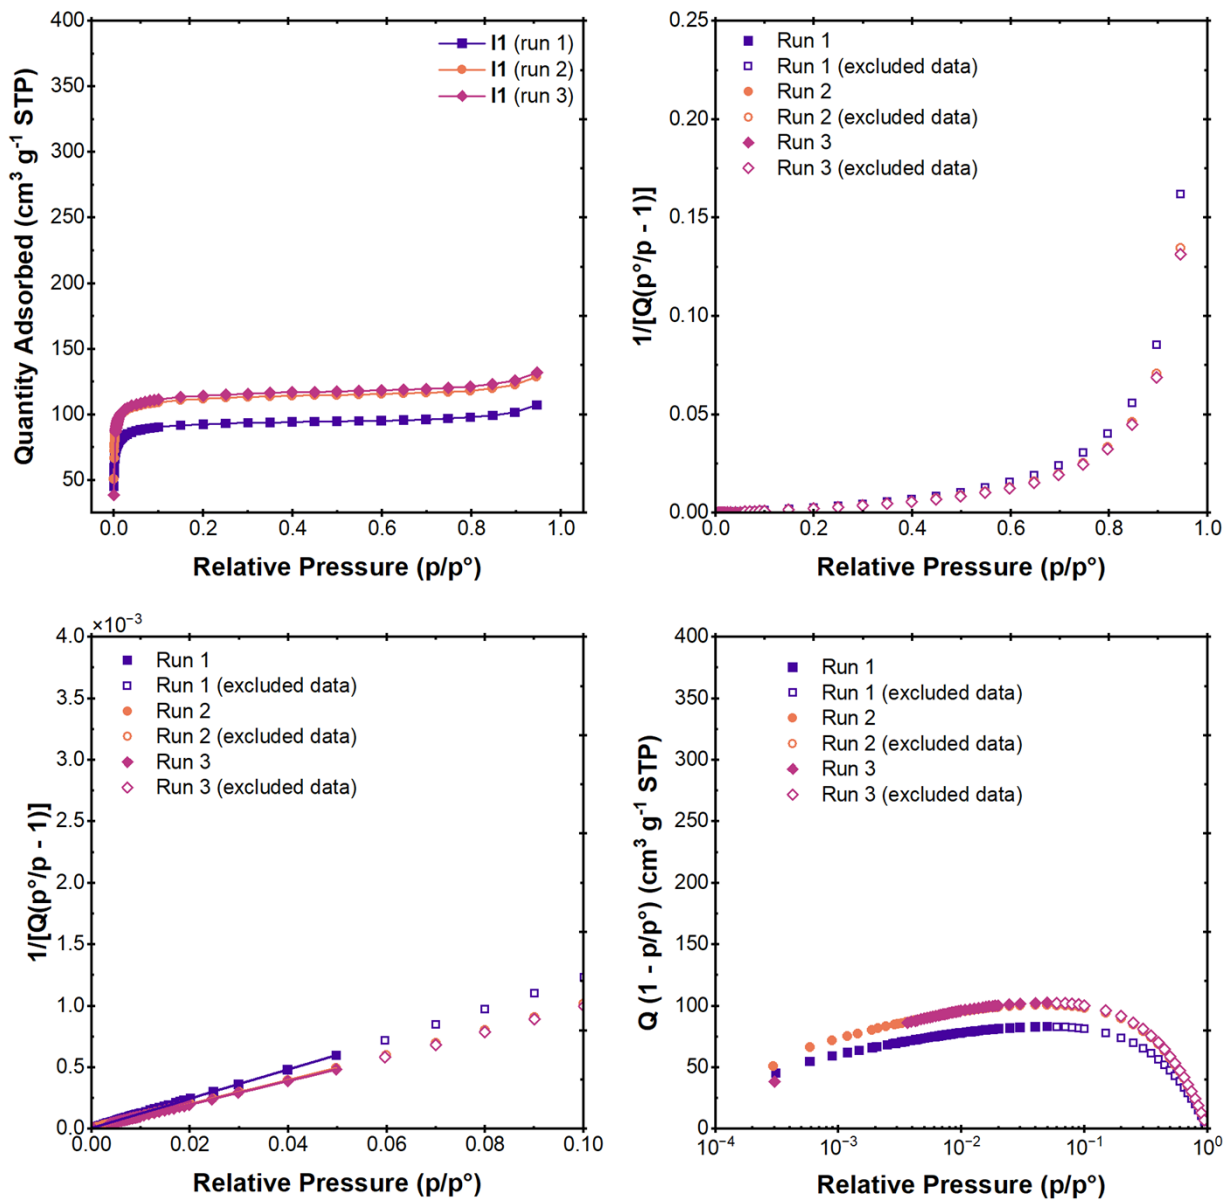 400
350
300
250
200
150
100
50
0.0 0.2 0.4 0.6 0.8 1.0
Quantity Adsorbed (cm³ g⁻¹ STP)
Relative Pressure (p/p°)
I1 (run 1)
I1 (run 2)
I1 (run 3)
0.25
0.20
0.15
0.10
0.05
0.00
0.0 0.2 0.4 0.6 0.8 1.0
1/[Q(p°/p - 1)]
Relative Pressure (p/p°)
Run 1
Run 1 (excluded data)
Run 2
Run 2 (excluded data)
Run 3
Run 3 (excluded data)
×10⁻³
4.0
3.5
3.0
2.5
2.0
1.5
1.0
0.5
0.0
0.00 0.02 0.04 0.06 0.08 0.10
1/[Q(p°/p - 1)]
Relative Pressure (p/p°)
Run 1
Run 1 (excluded data)
Run 2
Run 2 (excluded data)
Run 3
Run 3 (excluded data)
400
350
300
250
200
150
100
50
0
10⁻⁴ 10⁻³ 10⁻² 10⁻¹ 10⁰
Q (1 - p/p°) (cm³ g⁻¹ STP)
Relative Pressure (p/p°)
Run 1
Run 1 (excluded data)
Run 2
Run 2 (excluded data)
Run 3
Run 3 (excluded data)